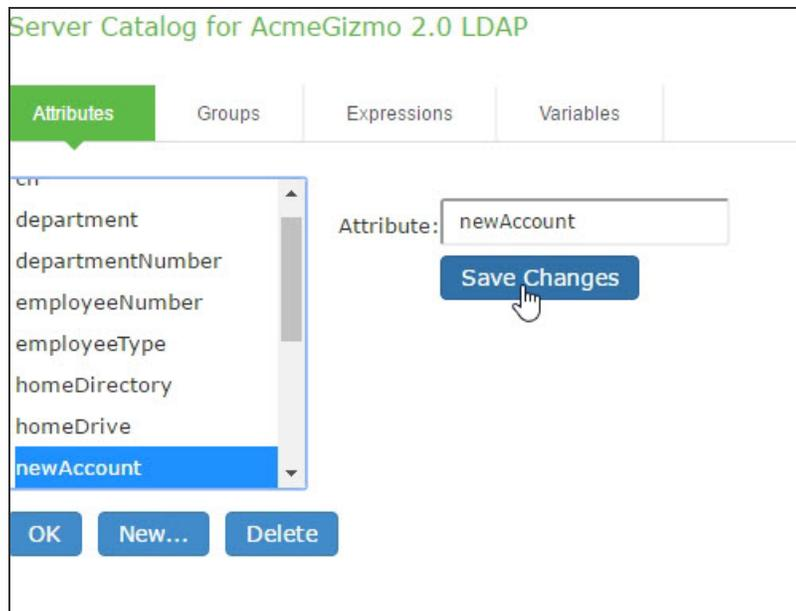 Server Catalog for AcmeGizmo 2.0 LDAP
Attributes Groups Expressions Variables
cn
department
departmentNumber
employeeNumber
employeeType
homeDirectory
homeDrive
newAccount
Attribute: newAccount
Save Changes
OK New... Delete